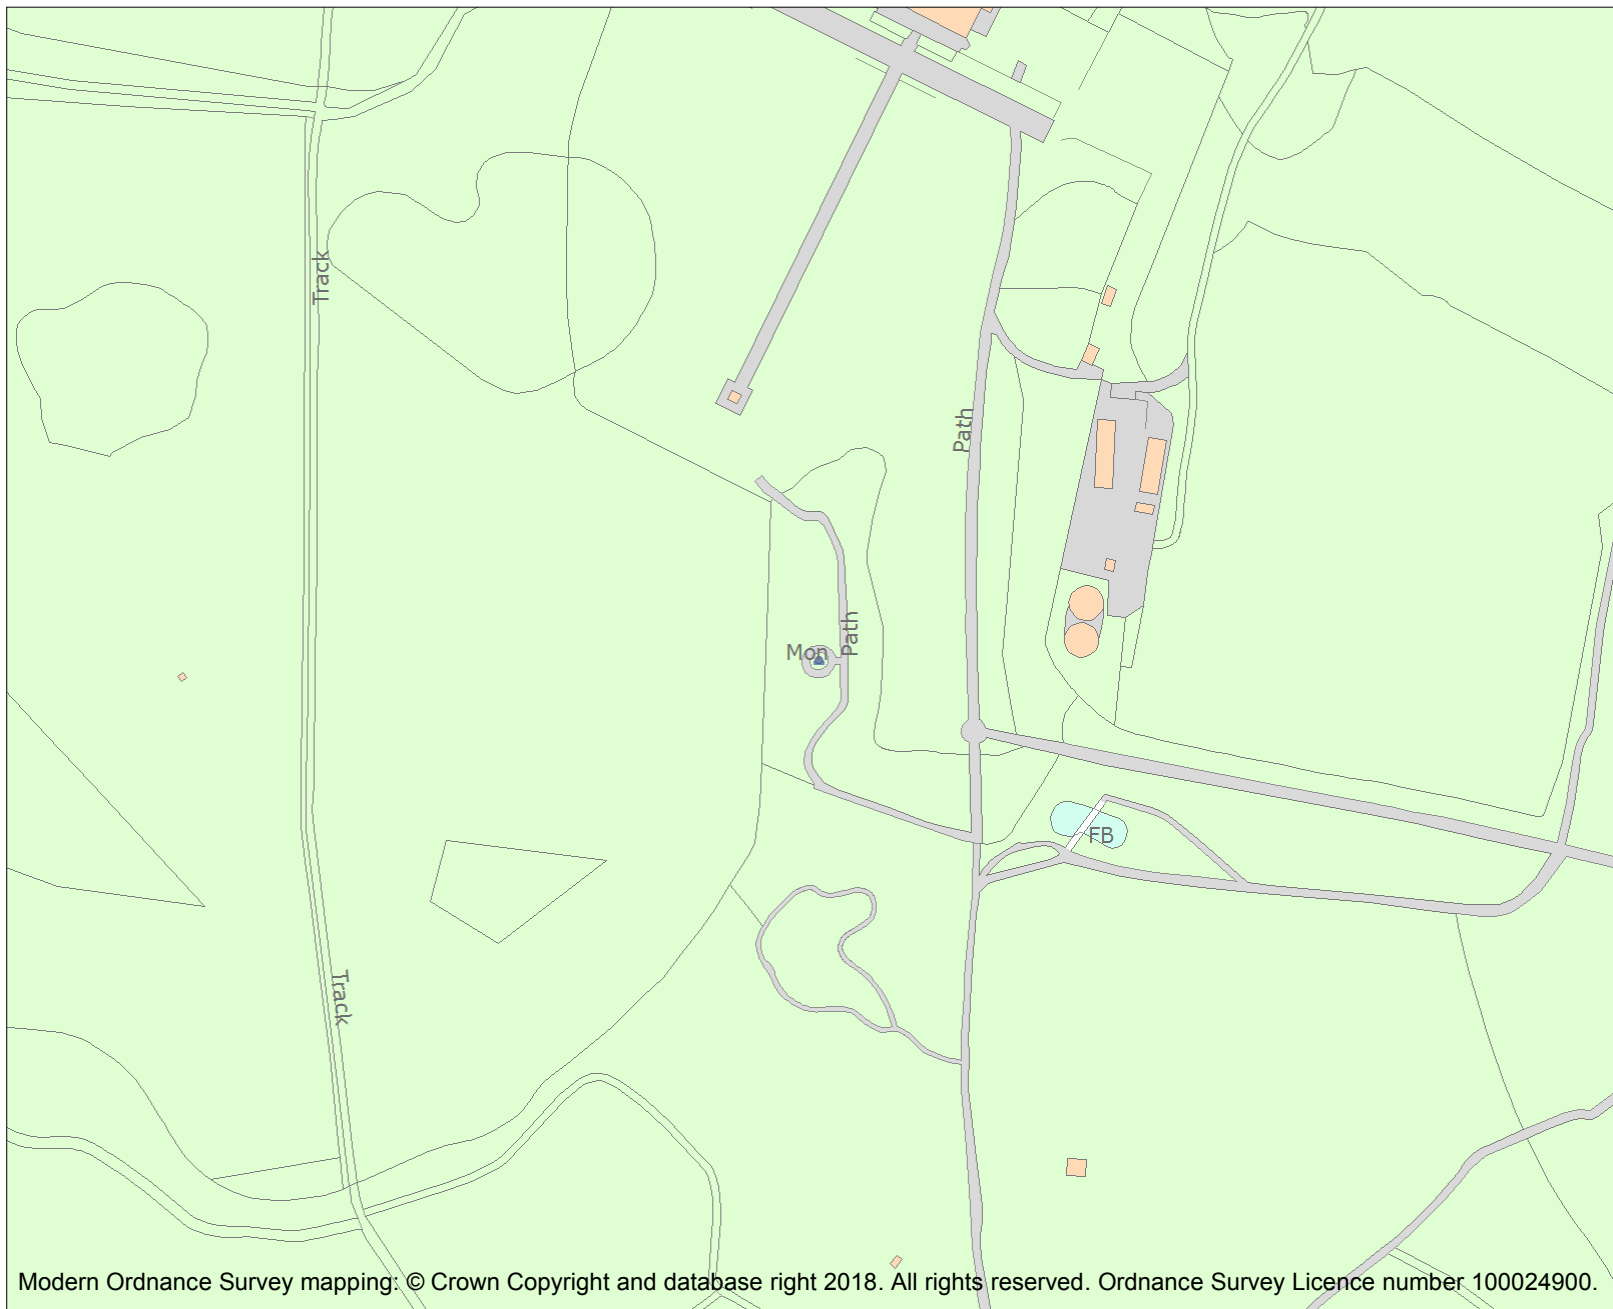 Track
Path
Path
Mon
FB
Track
Modern Ordnance Survey mapping: © Crown Copyright and database right 2018. All rights reserved. Ordnance Survey Licence number 100024900.